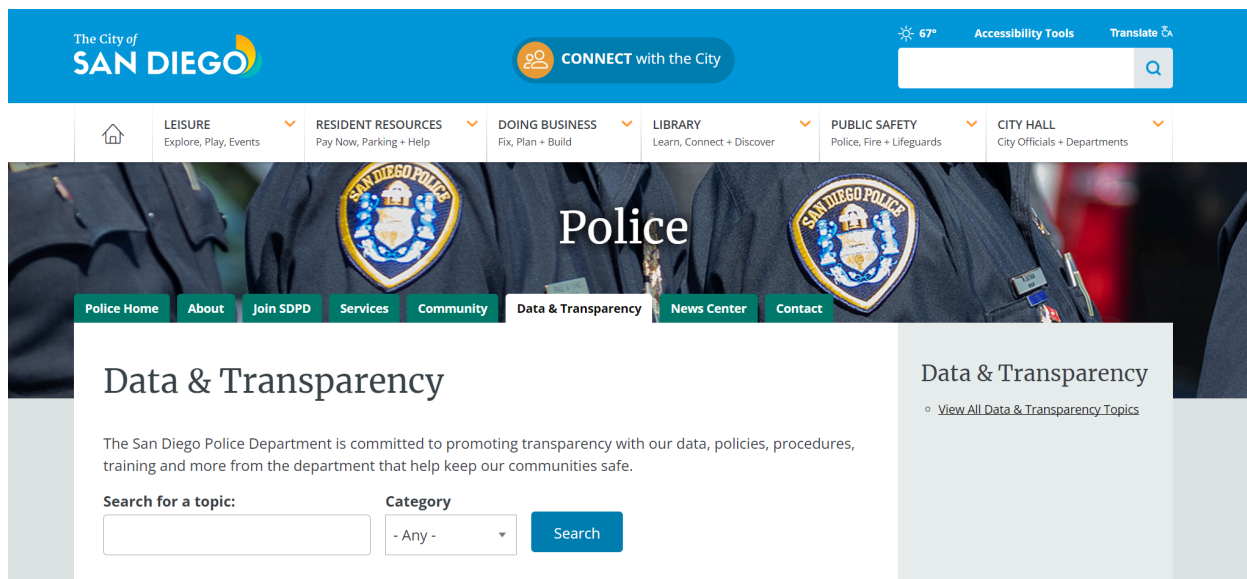 The City of
SAN DIEGO
CONNECT with the City
67°
Accessibility Tools
Translate
LEISURE
Explore, Play, Events
RESIDENT RESOURCES
Pay Now, Parking + Help
DOING BUSINESS
Fix, Plan + Build
LIBRARY
Learn, Connect + Discover
PUBLIC SAFETY
Police, Fire + Lifeguards
CITY HALL
City Officials + Departments
SAN DIEGO POLICE
SAN DIEGO POLICE
Police
Police Home
About
Join SDPD
Services
Community
Data & Transparency
News Center
Contact
Data & Transparency
The San Diego Police Department is committed to promoting transparency with our data, policies, procedures,
training and more from the department that help keep our communities safe.
Search for a topic:
Category
- Any -
Search
Data & Transparency
View All Data & Transparency Topics